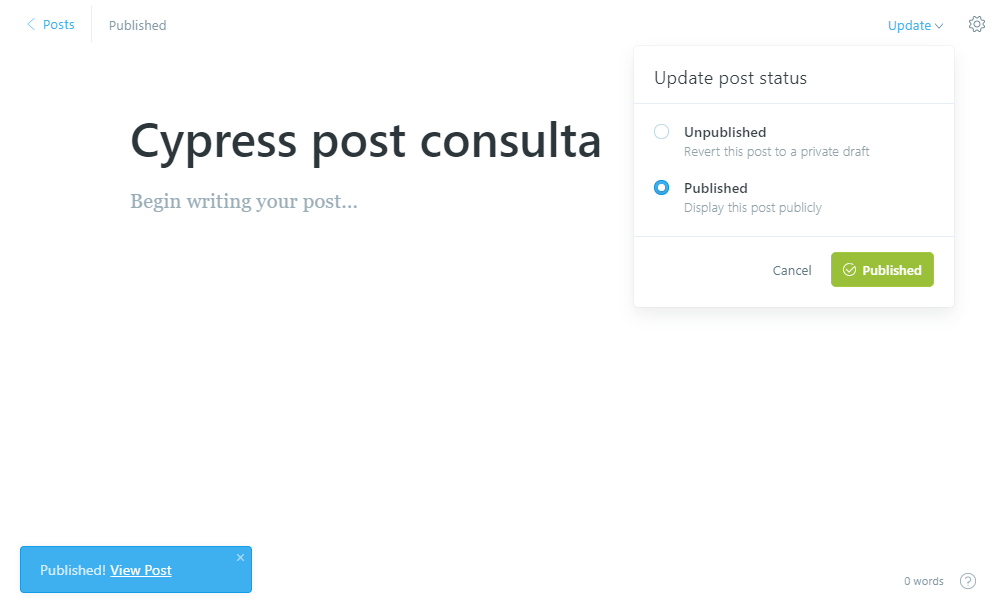 Posts
Published
Update
Update post status
Unpublished
Revert this post to a private draft
Published
Display this post publicly
Cancel
Published
Cypress post consulta
Begin writing your post...
Published! View Post
0 words
?